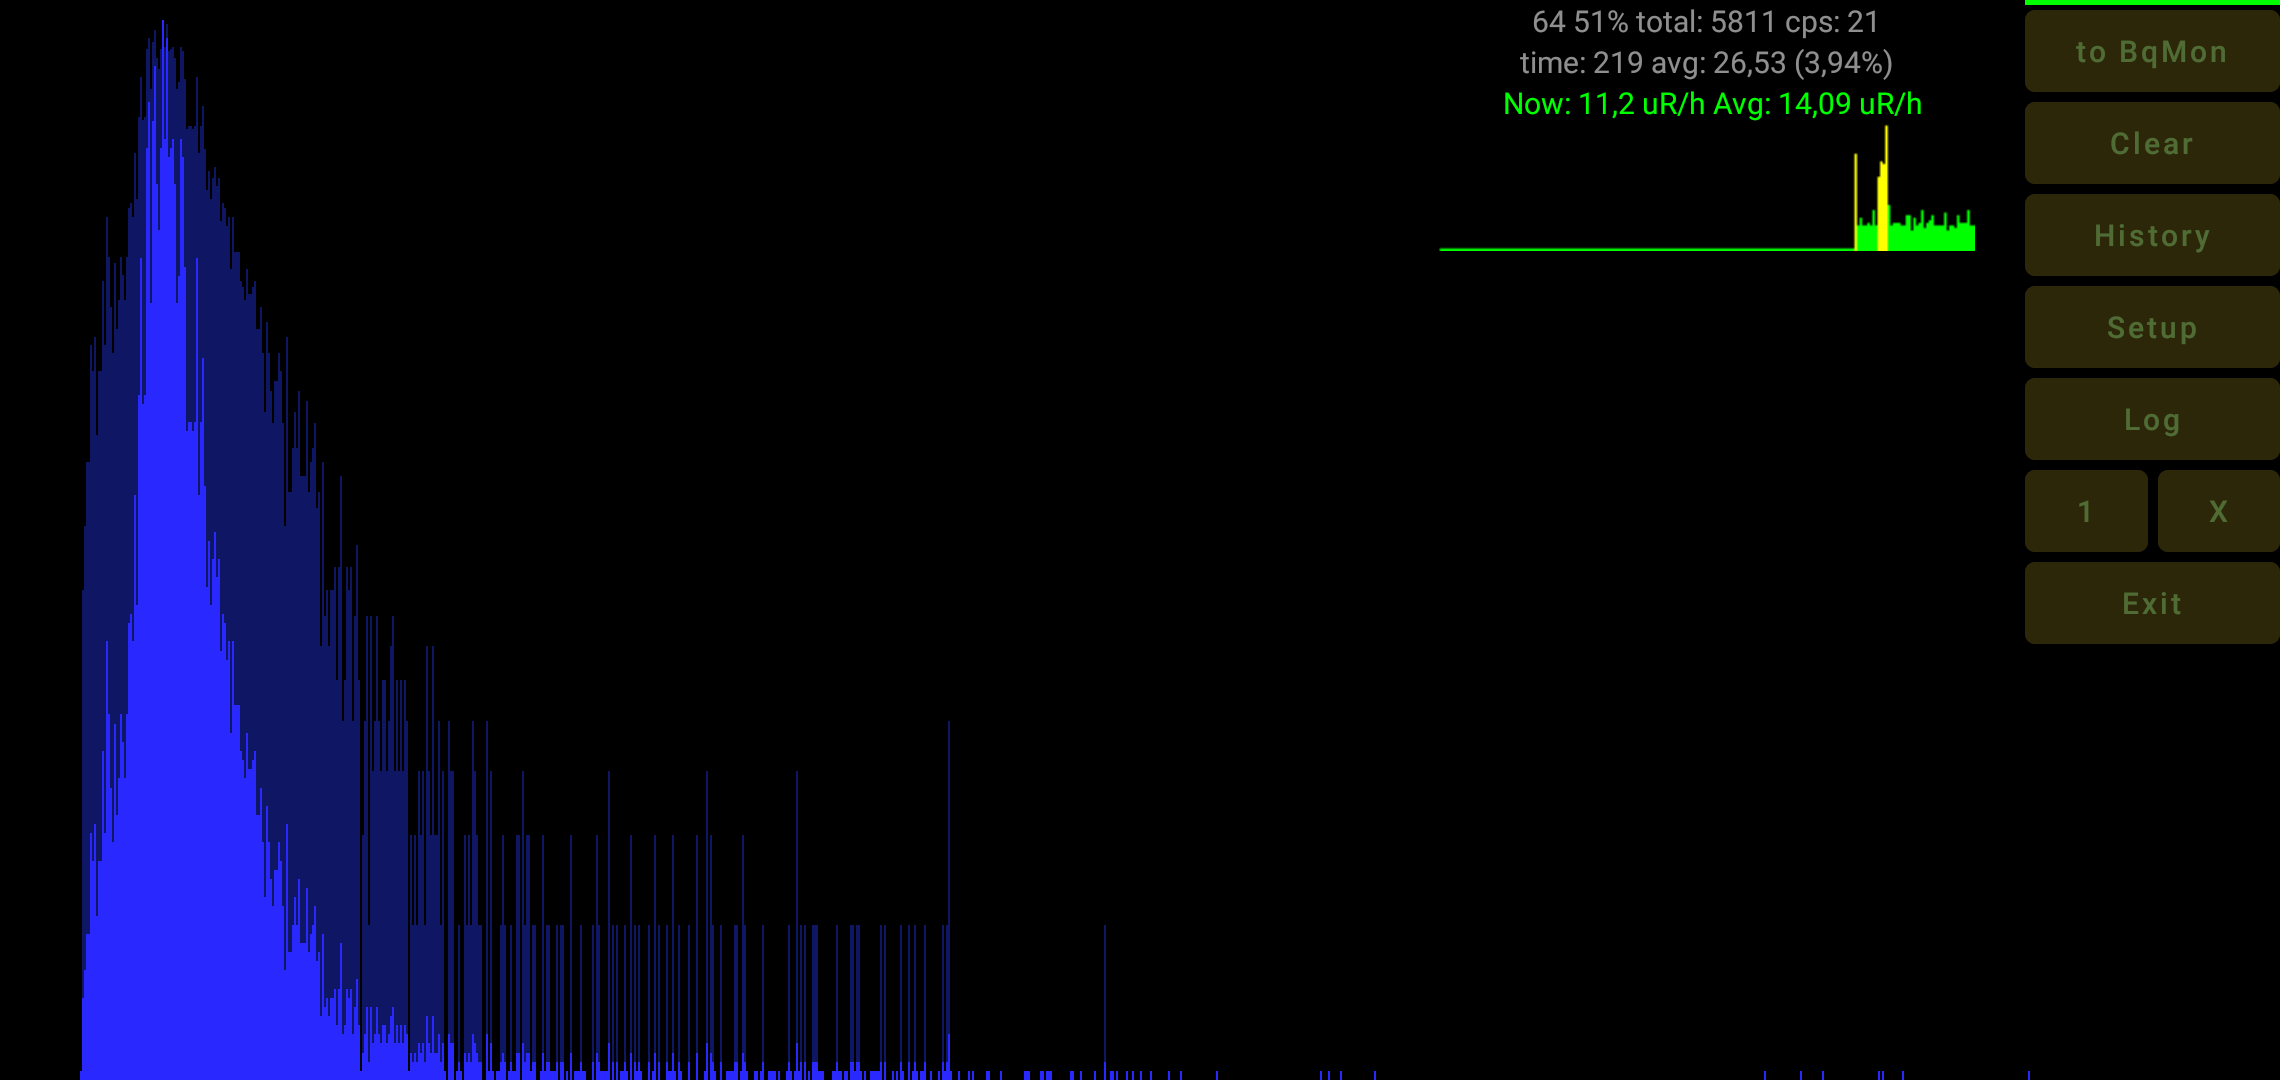 64 51% total: 5811 cps: 21
time: 219 avg: 26,53 (3,94%)
Now: 11,2 uR/h Avg: 14,09 uR/h
to BqMon
Clear
History
Setup
Log
1 X
Exit